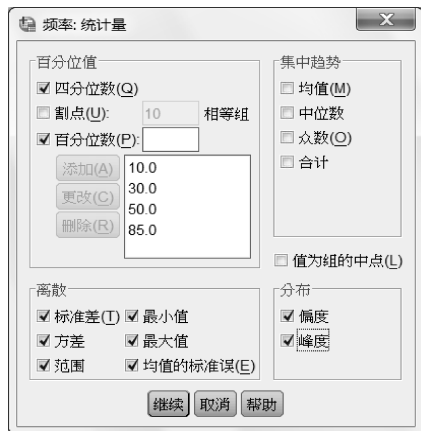 频率: 统计量
百分位值
四分位数(Q)
割点(U): 10 相等组
百分位数(P):
添加(A)
更改(C)
删除(R)
10.0
30.0
50.0
85.0
集中趋势
均值(M)
中位数
众数(O)
合计
值为组的中点(L)
离散
标准差(T) 最小值
方差 最大值
范围 均值的标准误(E)
分布
偏度
峰度
继续 取消 帮助